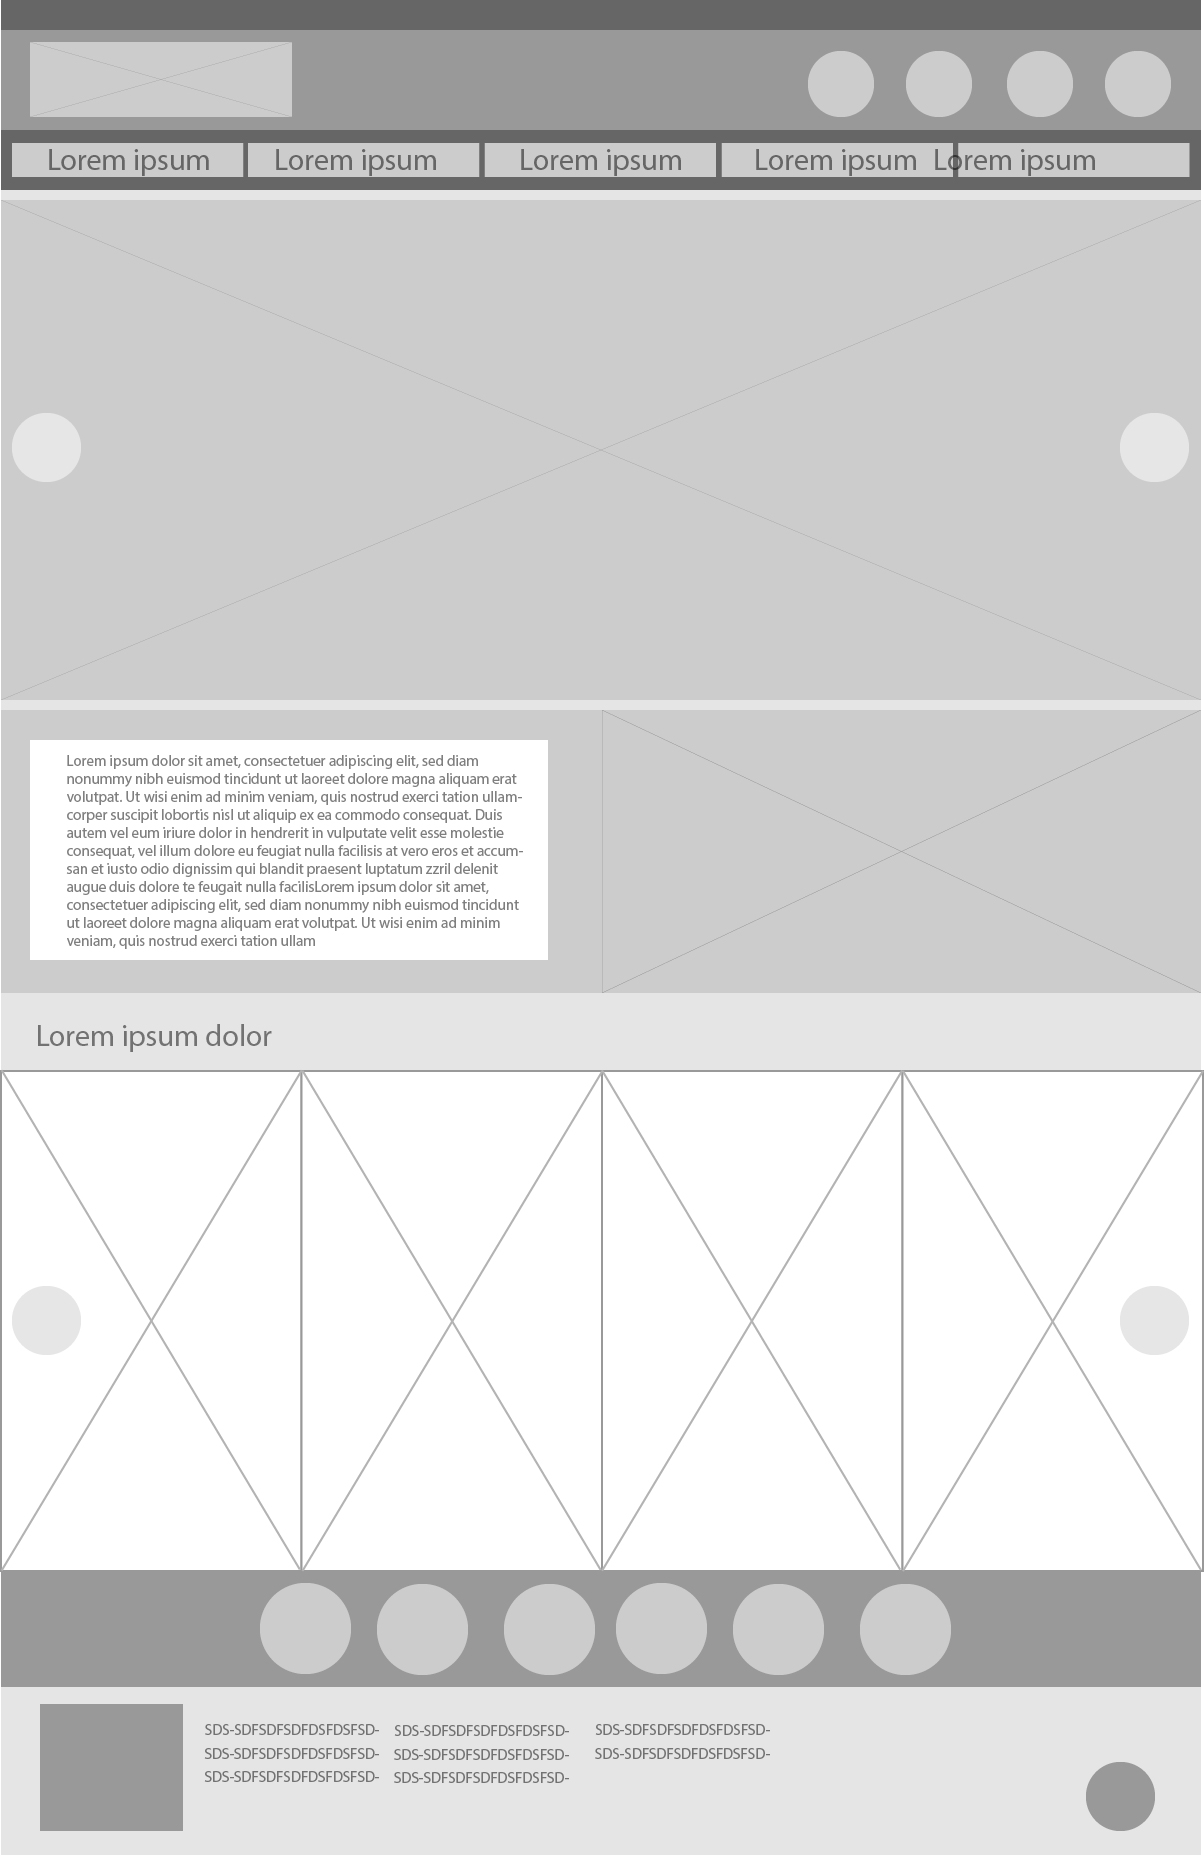 Lorem ipsum Lorem ipsum Lorem ipsum Lorem ipsum Lorem ipsum
Lorem ipsum dolor sit amet, consectetuer adipiscing elit, sed diam
nonummy nibh euismod tincidunt ut laoreet dolore magna aliquam erat
volutpat. Ut wisi enim ad minim veniam, quis nostrud exerci tation ullam-
corper suscipit lobortis nisl ut aliquip ex ea commodo consequat. Duis
autem vel eum iriure dolor in hendrerit in vulputate velit esse molestie
consequat, vel illum dolore eu feugiat nulla facilisis at vero eros et accum-
san et iusto odio dignissim qui blandit praesent luptatum zzril delenit
augue duis dolore te feugait nulla facilisLorem ipsum dolor sit amet,
consectetuer adipiscing elit, sed diam nonummy nibh euismod tincidunt
ut laoreet dolore magna aliquam erat volutpat. Ut wisi enim ad minim
veniam, quis nostrud exerci tation ullam
Lorem ipsum dolor
SDS-SDFSDFSDFDSFDSFSD-
SDS-SDFSDFSDFDSFDSFSD-
SDS-SDFSDFSDFDSFDSFSD-
SDS-SDFSDFSDFDSFDSFSD-
SDS-SDFSDFSDFDSFDSFSD-
SDS-SDFSDFSDFDSFDSFSD-
SDS-SDFSDFSDFDSFDSFSD-
SDS-SDFSDFSDFDSFDSFSD-